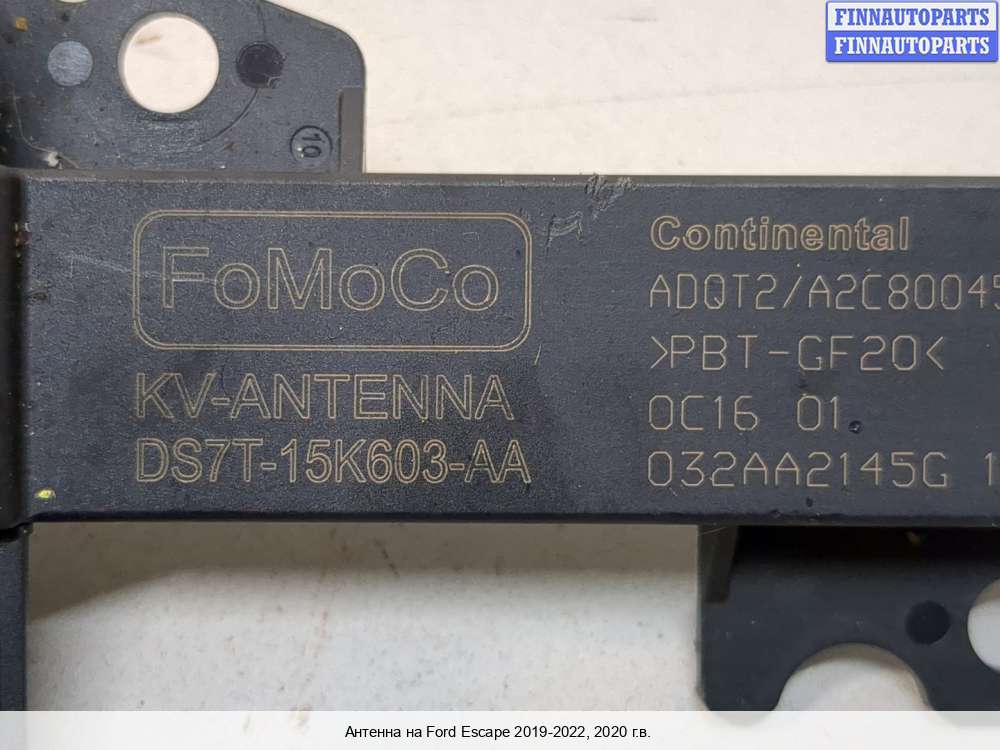 FINNAUTOPARTS
FINNAUTOPARTS
10
FoMoCo
KV-ANTENNA
DS7T-15K603-AA
Continental
ADQT2/A2C80045
>PBT-GF20<
0C16 01
032AA2145G 1
Антенна на Ford Escape 2019-2022, 2020 г.в.